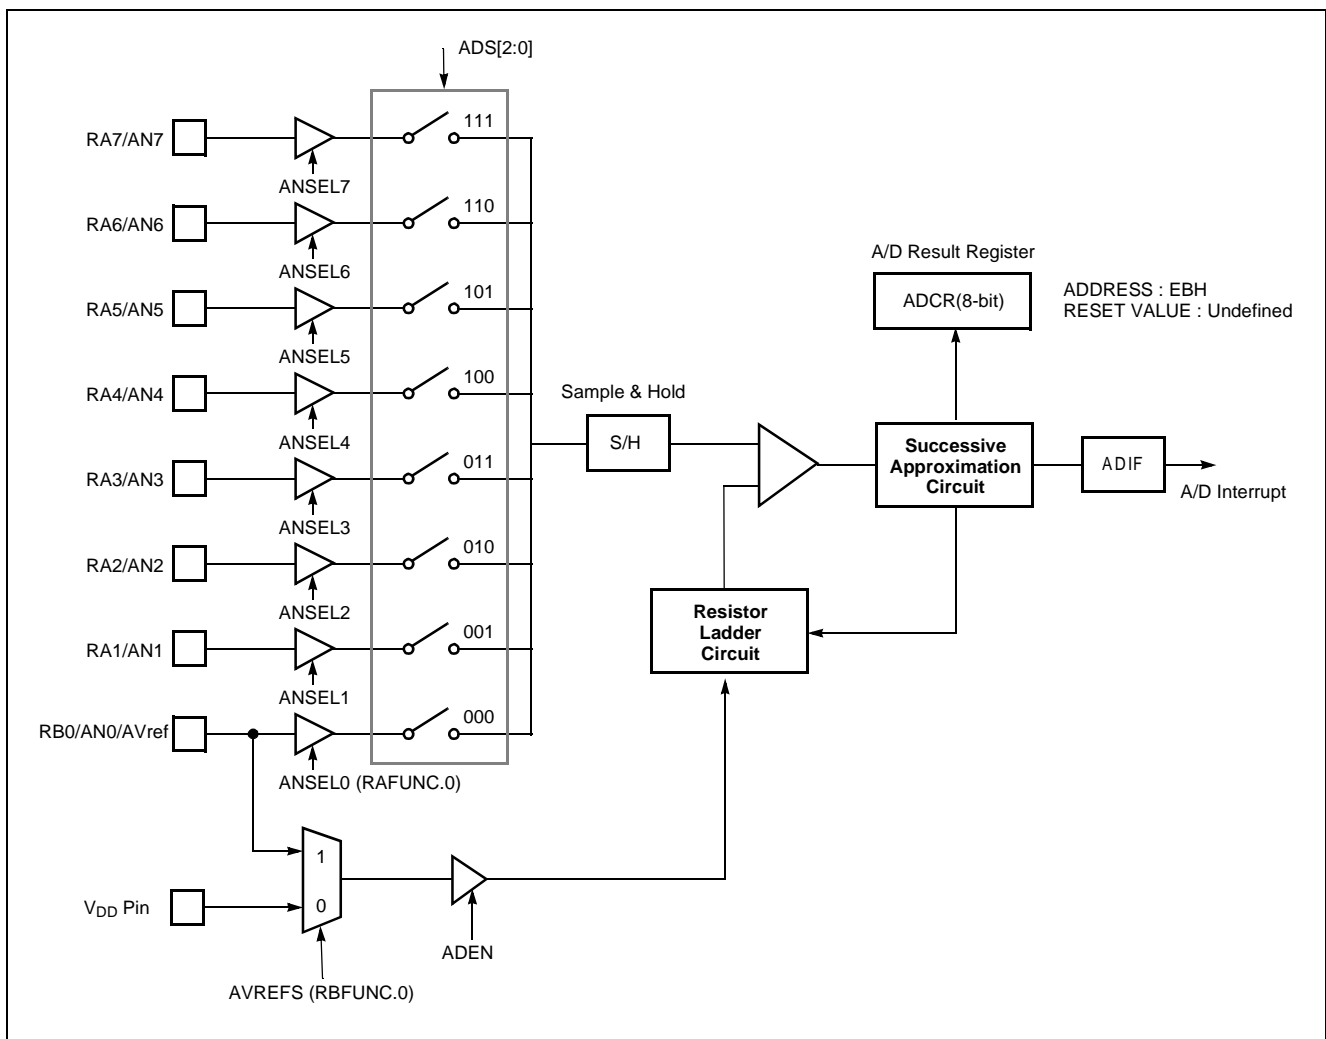 ADS[2:0]
RA7/AN7
111
ANSEL7
RA6/AN6
110
ANSEL6
RA5/AN5
101
ANSEL5
RA4/AN4
100
ANSEL4
RA3/AN3
011
ANSEL3
RA2/AN2
010
ANSEL2
RA1/AN1
001
ANSEL1
RB0/AN0/AVref
000
ANSEL0 (RAFUNC.0)
1
0
VDD Pin
ADEN
AVREFS (RBFUNC.0)
Sample & Hold
S/H
A/D Result Register
ADCR(8-bit)
ADDRESS : EBH
RESET VALUE : Undefined
Successive
Approximation
Circuit
ADIF
A/D Interrupt
Resistor
Ladder
Circuit